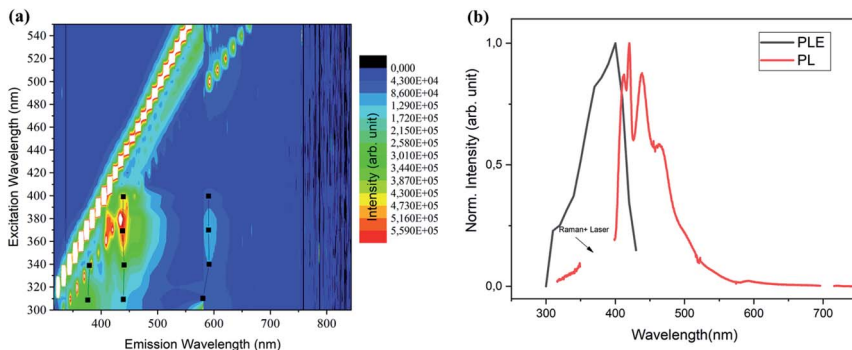 (a)
540
520
500
480
460
440
420
400
380
360
340
320
300
Excitation Wavelength (nm)
400
500
600
700
800
Emission Wavelength (nm)
0,000
4,300E+04
8,600E+04
1,290E+05
1,720E+05
2,150E+05
2,580E+05
3,010E+05
3,440E+05
3,870E+05
4,300E+05
4,730E+05
5,160E+05
5,590E+05
Intensity (arb. unit)
(b)
1,0
0,5
0,0
Norm. Intensity (arb. unit)
PLE
PL
Raman+ Laser
300
400
500
600
700
Wavelength(nm)